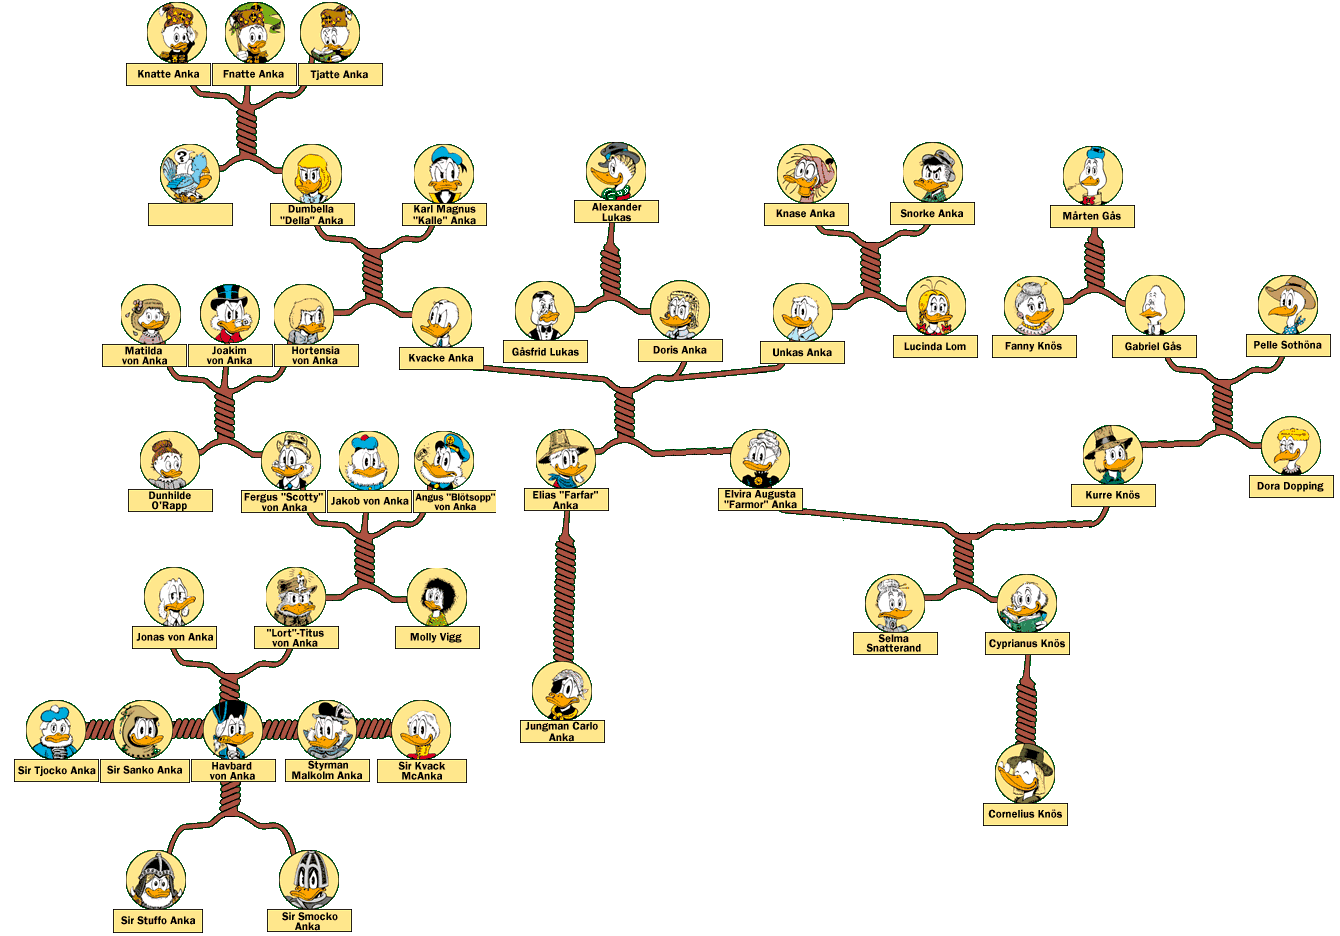 Knatte Anka
Fnatte Anka
Tjatte Anka
?
Dumbella
"Della" Anka
Karl Magnus
"Kalle" Anka
Alexander
Lukas
Knase Anka
Snorke Anka
Mårten Gås
Matilda
von Anka
Joakim
von Anka
Hortensia
von Anka
Kvacke Anka
Gåsfrid Lukas
Doris Anka
Unkas Anka
Lucinda Lom
Fanny Knös
Gabriel Gås
Pelle Sothöna
Dunhilde
O'Rapp
Fergus "Scotty"
von Anka
Jakob von Anka
Angus "Blötsopp"
von Anka
Elias "Farfar"
Anka
Elvira Augusta
"Farmor" Anka
Kurre Knös
Dora Dopping
Jonas von Anka
"Lort"-Titus
von Anka
Molly Vigg
Selma
Snatterand
Cyprianus Knös
Jungman Carlo
Anka
Sir Tjocko Anka
Sir Sanko Anka
Havbard
von Anka
Styrman
Malkolm Anka
Sir Kvack
McAnka
Cornelius Knös
Sir Stuffo Anka
Sir Smocko
Anka